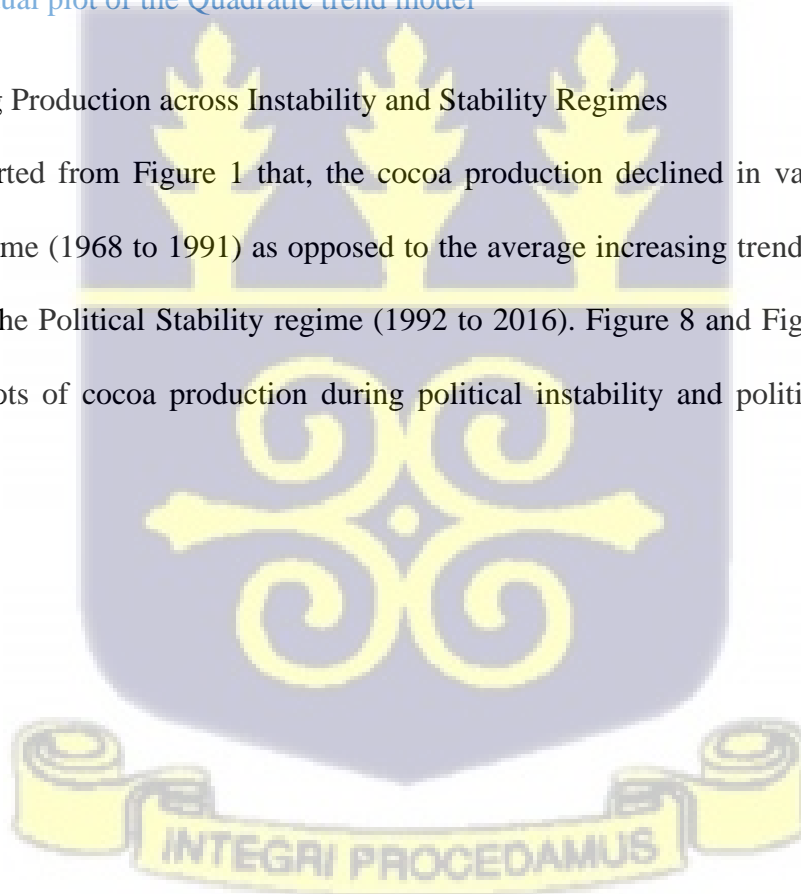 ual plot of the Quadratic trend model
g Production across Instability and Stability Regimes
rted from Figure 1 that, the cocoa production declined in va
me (1968 to 1991) as opposed to the average increasing trend
he Political Stability regime (1992 to 2016). Figure 8 and Fig
ots of cocoa production during political instability and politi
INTEGRI PROCEDAMUS